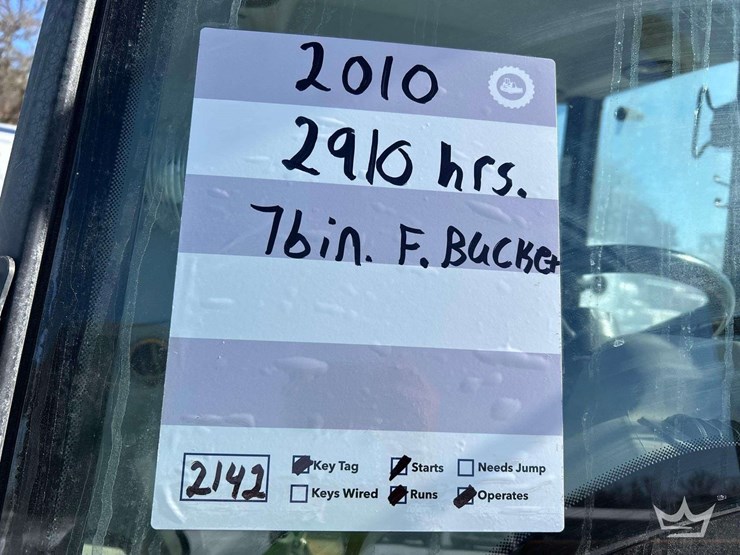 2010
2910 hrs.
76in. F. Bucket
2142
Key Tag Starts Needs Jump
Keys Wired Runs Operates